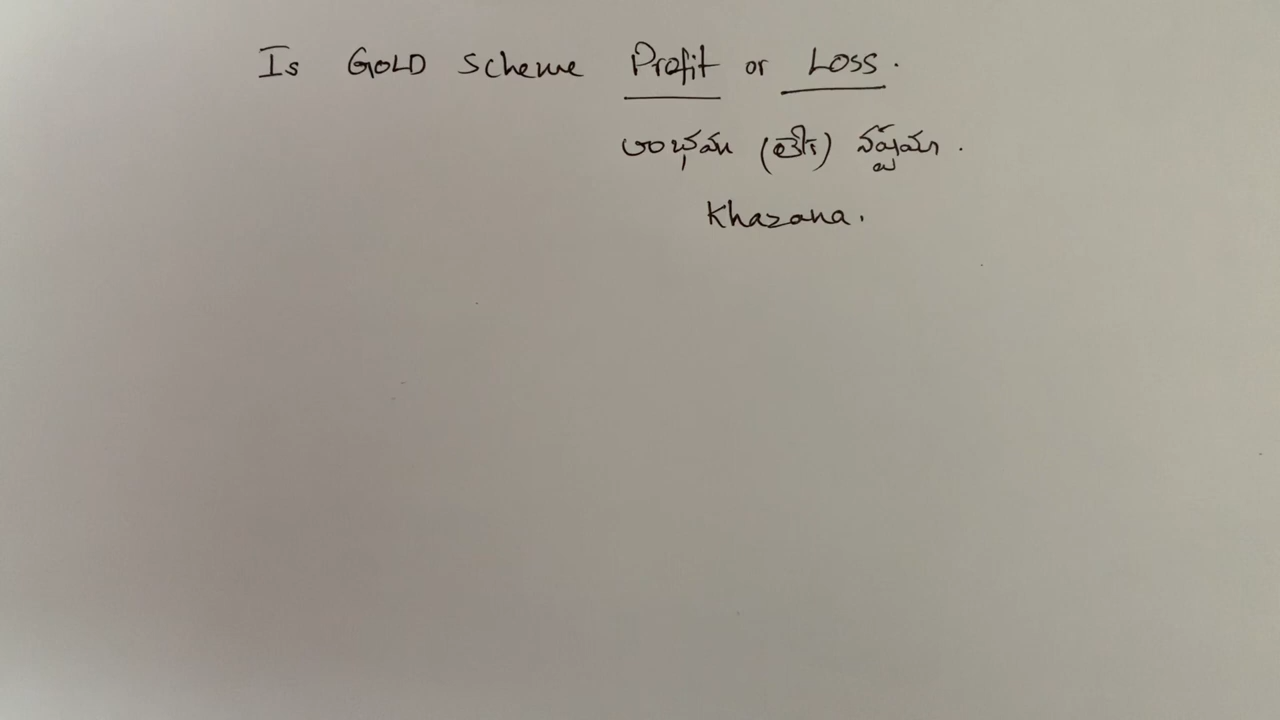 Is GOLD Scheme Profit or Loss.
లాభమా (లేక) నష్టమా.
Khazana.